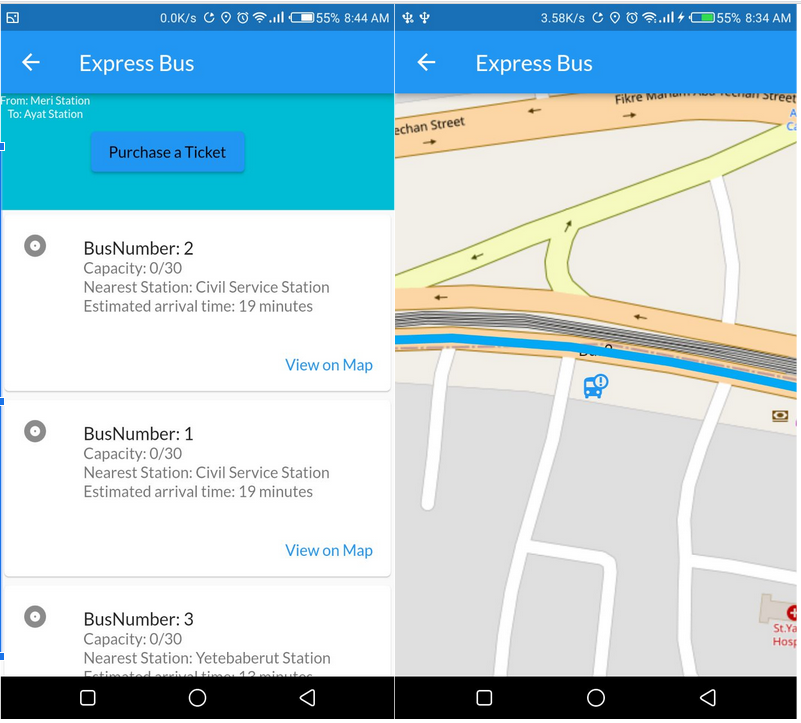 0.0K/s 55% 8:44 AM
Express Bus
From: Meri Station
To: Ayat Station
Purchase a Ticket
BusNumber: 2
Capacity: 0/30
Nearest Station: Civil Service Station
Estimated arrival time: 19 minutes
View on Map
BusNumber: 1
Capacity: 0/30
Nearest Station: Civil Service Station
Estimated arrival time: 19 minutes
View on Map
BusNumber: 3
Capacity: 0/30
Nearest Station: Yetebaberut Station
Estimated arrival time: 13 minutes
3.58K/s 55% 8:34 AM
Express Bus
Fikre Mariam Aba Techan Street
echan Street
A
Ca
St.Ya
Hosp